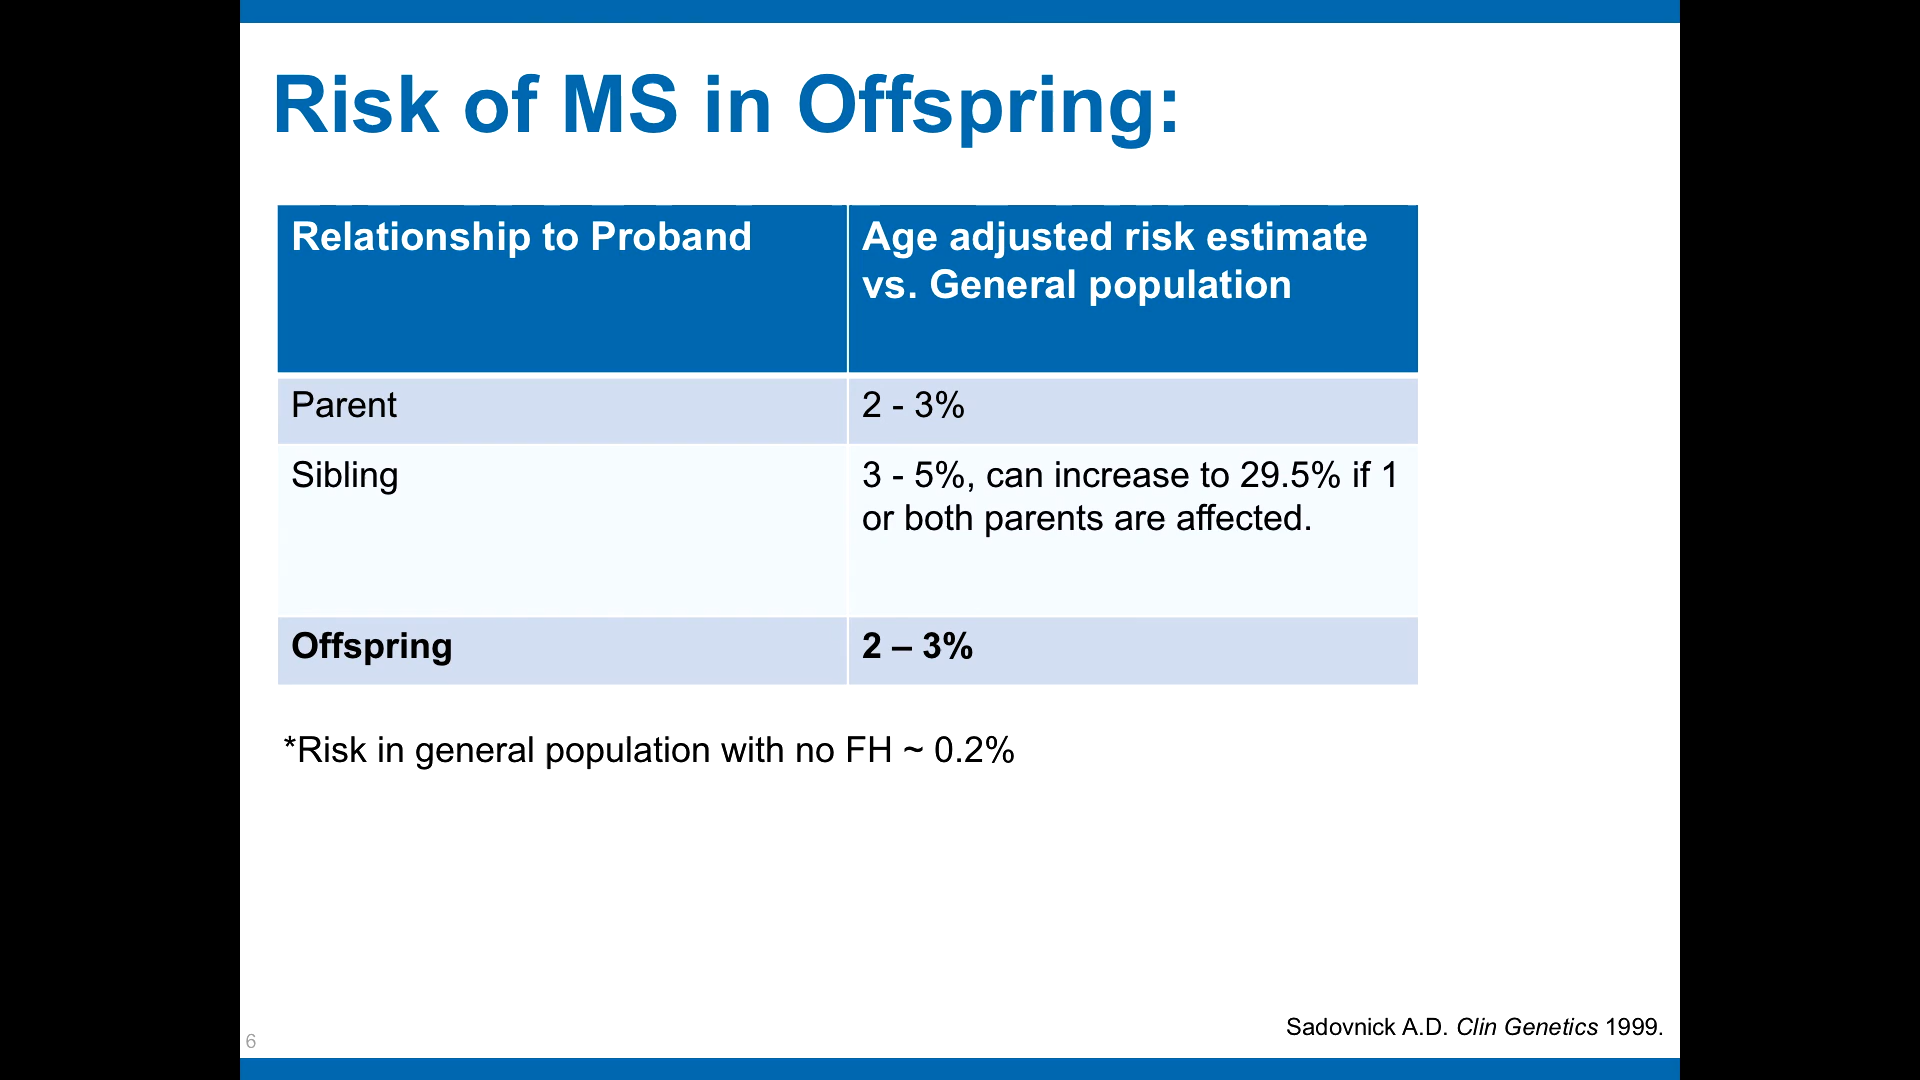 Risk of MS in Offspring:
Relationship to Proband
Age adjusted risk estimate
vs. General population
Parent
2 - 3%
Sibling
3 - 5%, can increase to 29.5% if 1
or both parents are affected.
Offspring
2 – 3%
*Risk in general population with no FH ~ 0.2%
Sadovnick A.D. Clin Genetics 1999.
6